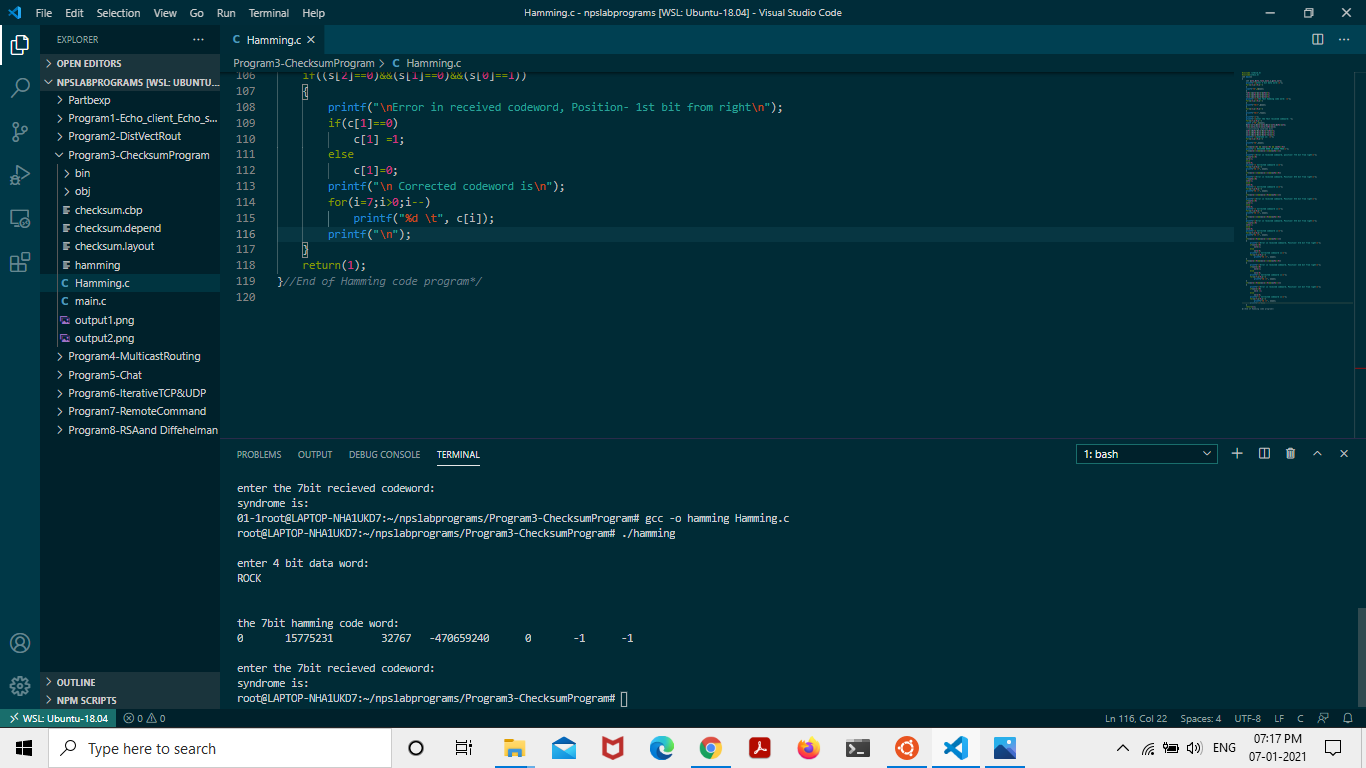 File Edit Selection View Go Run Terminal Help
Hamming.c - npslabprograms [WSL: Ubuntu-18.04] - Visual Studio Code
EXPLORER
OPEN EDITORS
NPSLABPROGRAMS [WSL: UBUNTU...
Partbexp
Program1-Echo_client_Echo_s...
Program2-DistVectRout
Program3-ChecksumProgram
bin
obj
checksum.cbp
checksum.depend
checksum.layout
hamming
Hamming.c
main.c
output1.png
output2.png
Program4-MulticastRouting
Program5-Chat
Program6-IterativeTCP&UDP
Program7-RemoteCommand
Program8-RSAand Diffehelman
OUTLINE
NPM SCRIPTS
C Hamming.c
Program3-ChecksumProgram > C Hamming.c
106 if((s[2]==0)&&(s[1]==0)&&(s[0]==1))
107 {
108 printf("\nError in received codeword, Position- 1st bit from right\n");
109 if(c[1]==0)
110 c[1] =1;
111 else
112 c[1]=0;
113 printf("\n Corrected codeword is\n");
114 for(i=7;i>0;i--)
115 printf("%d \t", c[i]);
116 printf("\n");
117 }
118 return(1);
119 }//End of Hamming code program*/
120
PROBLEMS OUTPUT DEBUG CONSOLE TERMINAL
1: bash
enter the 7bit recieved codeword:
syndrome is:
01-1root@LAPTOP-NHA1UKD7:~/npslabprograms/Program3-ChecksumProgram# gcc -o hamming Hamming.c
root@LAPTOP-NHA1UKD7:~/npslabprograms/Program3-ChecksumProgram# ./hamming
enter 4 bit data word:
ROCK
the 7bit hamming code word:
0 15775231 32767 -470659240 0 -1 -1
enter the 7bit recieved codeword:
syndrome is:
root@LAPTOP-NHA1UKD7:~/npslabprograms/Program3-ChecksumProgram#
WSL: Ubuntu-18.04 0 0
Ln 116, Col 22 Spaces: 4 UTF-8 LF C
Type here to search
ENG
07:17 PM
07-01-2021